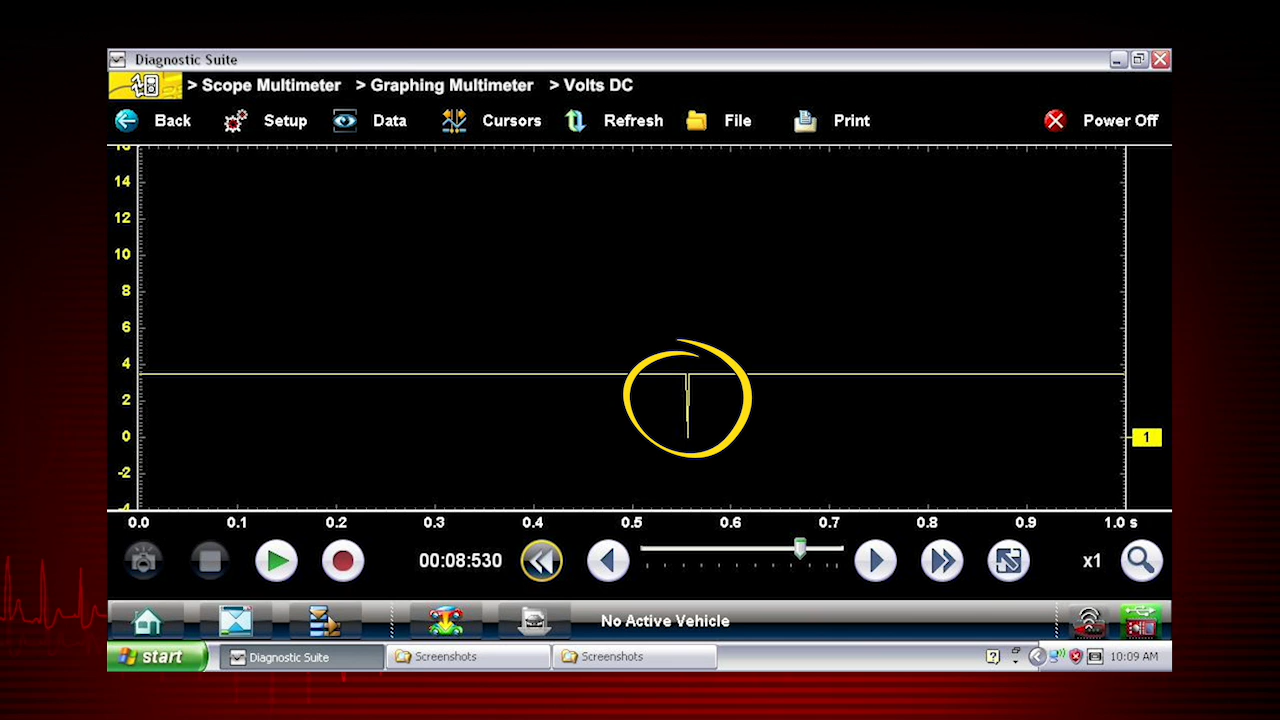 Diagnostic Suite
> Scope Multimeter > Graphing Multimeter > Volts DC
Back Setup Data Cursors Refresh File Print Power Off
16
14
12
10
8
6
4
2
0
-2
-4
1
0.0 0.1 0.2 0.3 0.4 0.5 0.6 0.7 0.8 0.9 1.0 s
00:08:530 x1
No Active Vehicle
start Diagnostic Suite Screenshots Screenshots 10:09 AM